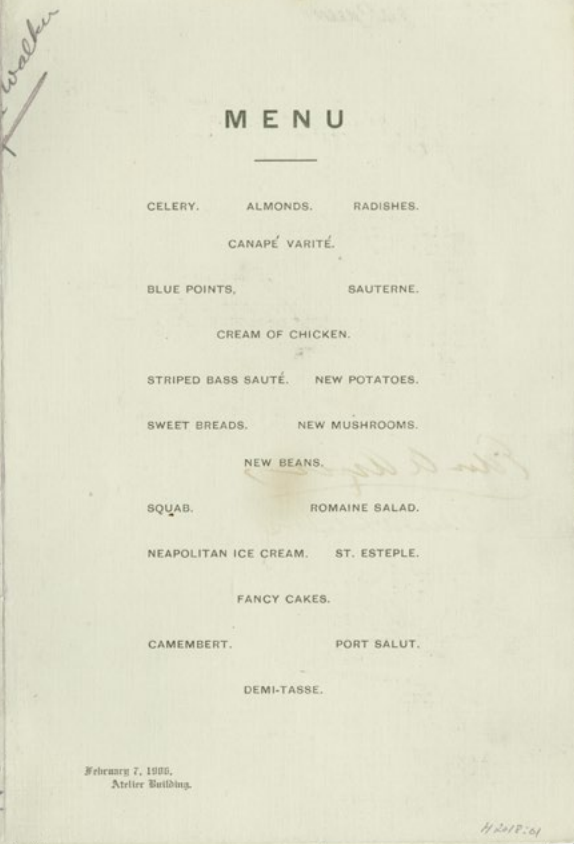 Walker
MENU
CELERY. ALMONDS. RADISHES.
CANAPÉ VARITÉ.
BLUE POINTS, SAUTERNE.
CREAM OF CHICKEN.
STRIPED BASS SAUTÉ. NEW POTATOES.
SWEET BREADS. NEW MUSHROOMS.
NEW BEANS.
SQUAB. ROMAINE SALAD.
NEAPOLITAN ICE CREAM. ST. ESTEPLE.
FANCY CAKES.
CAMEMBERT. PORT SALUT.
DEMI-TASSE.
February 7, 1906,
Atelier Building.